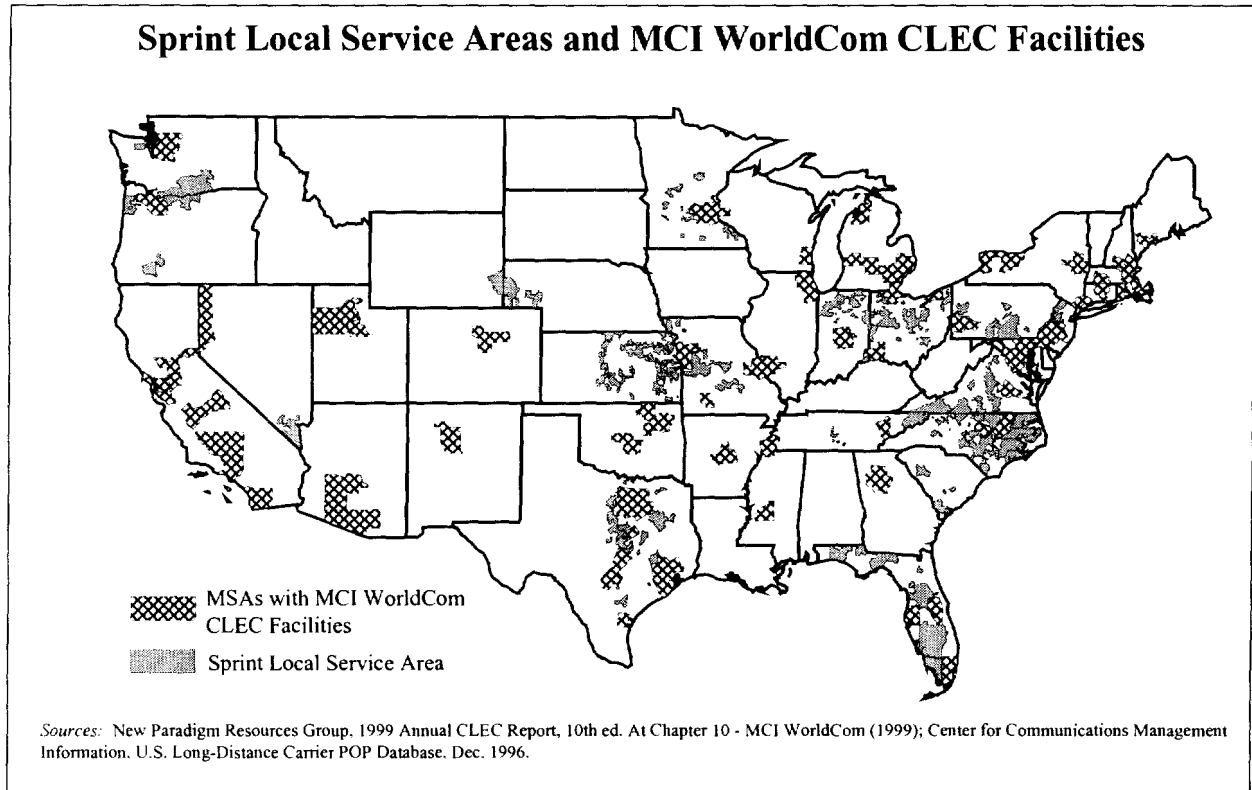 Sprint Local Service Areas and MCI WorldCom CLEC Facilities
MSAs with MCI WorldCom
CLEC Facilities
Sprint Local Service Area
Sources: New Paradigm Resources Group, 1999 Annual CLEC Report, 10th ed. At Chapter 10 - MCI WorldCom (1999); Center for Communications Management
Information, U.S. Long-Distance Carrier POP Database, Dec. 1996.